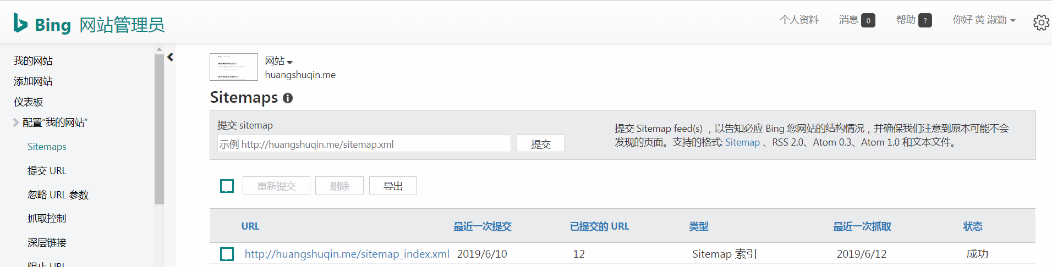 Bing 网站管理员
个人资料 消息 0 帮助 ? 你好 黄 淑勤
我的网站
添加网站
仪表板
配置"我的网站"
Sitemaps
提交 URL
忽略 URL 参数
抓取控制
深层链接
阻止 URL
网站
huangshuqin.me
Sitemaps
提交 sitemap
示例 http://huangshuqin.me/sitemap.xml
提交
提交 Sitemap feed(s) ，以告知必应 Bing 您网站的结构情况，并确保我们注意到原本可能不会
发现的页面。支持的格式: Sitemap 、RSS 2.0、Atom 0.3、Atom 1.0 和文本文件。
重新提交 删除 导出
URL 最近一次提交 已提交的 URL 类型 最近一次抓取 状态
http://huangshuqin.me/sitemap_index.xml 2019/6/10 12 Sitemap 索引 2019/6/12 成功